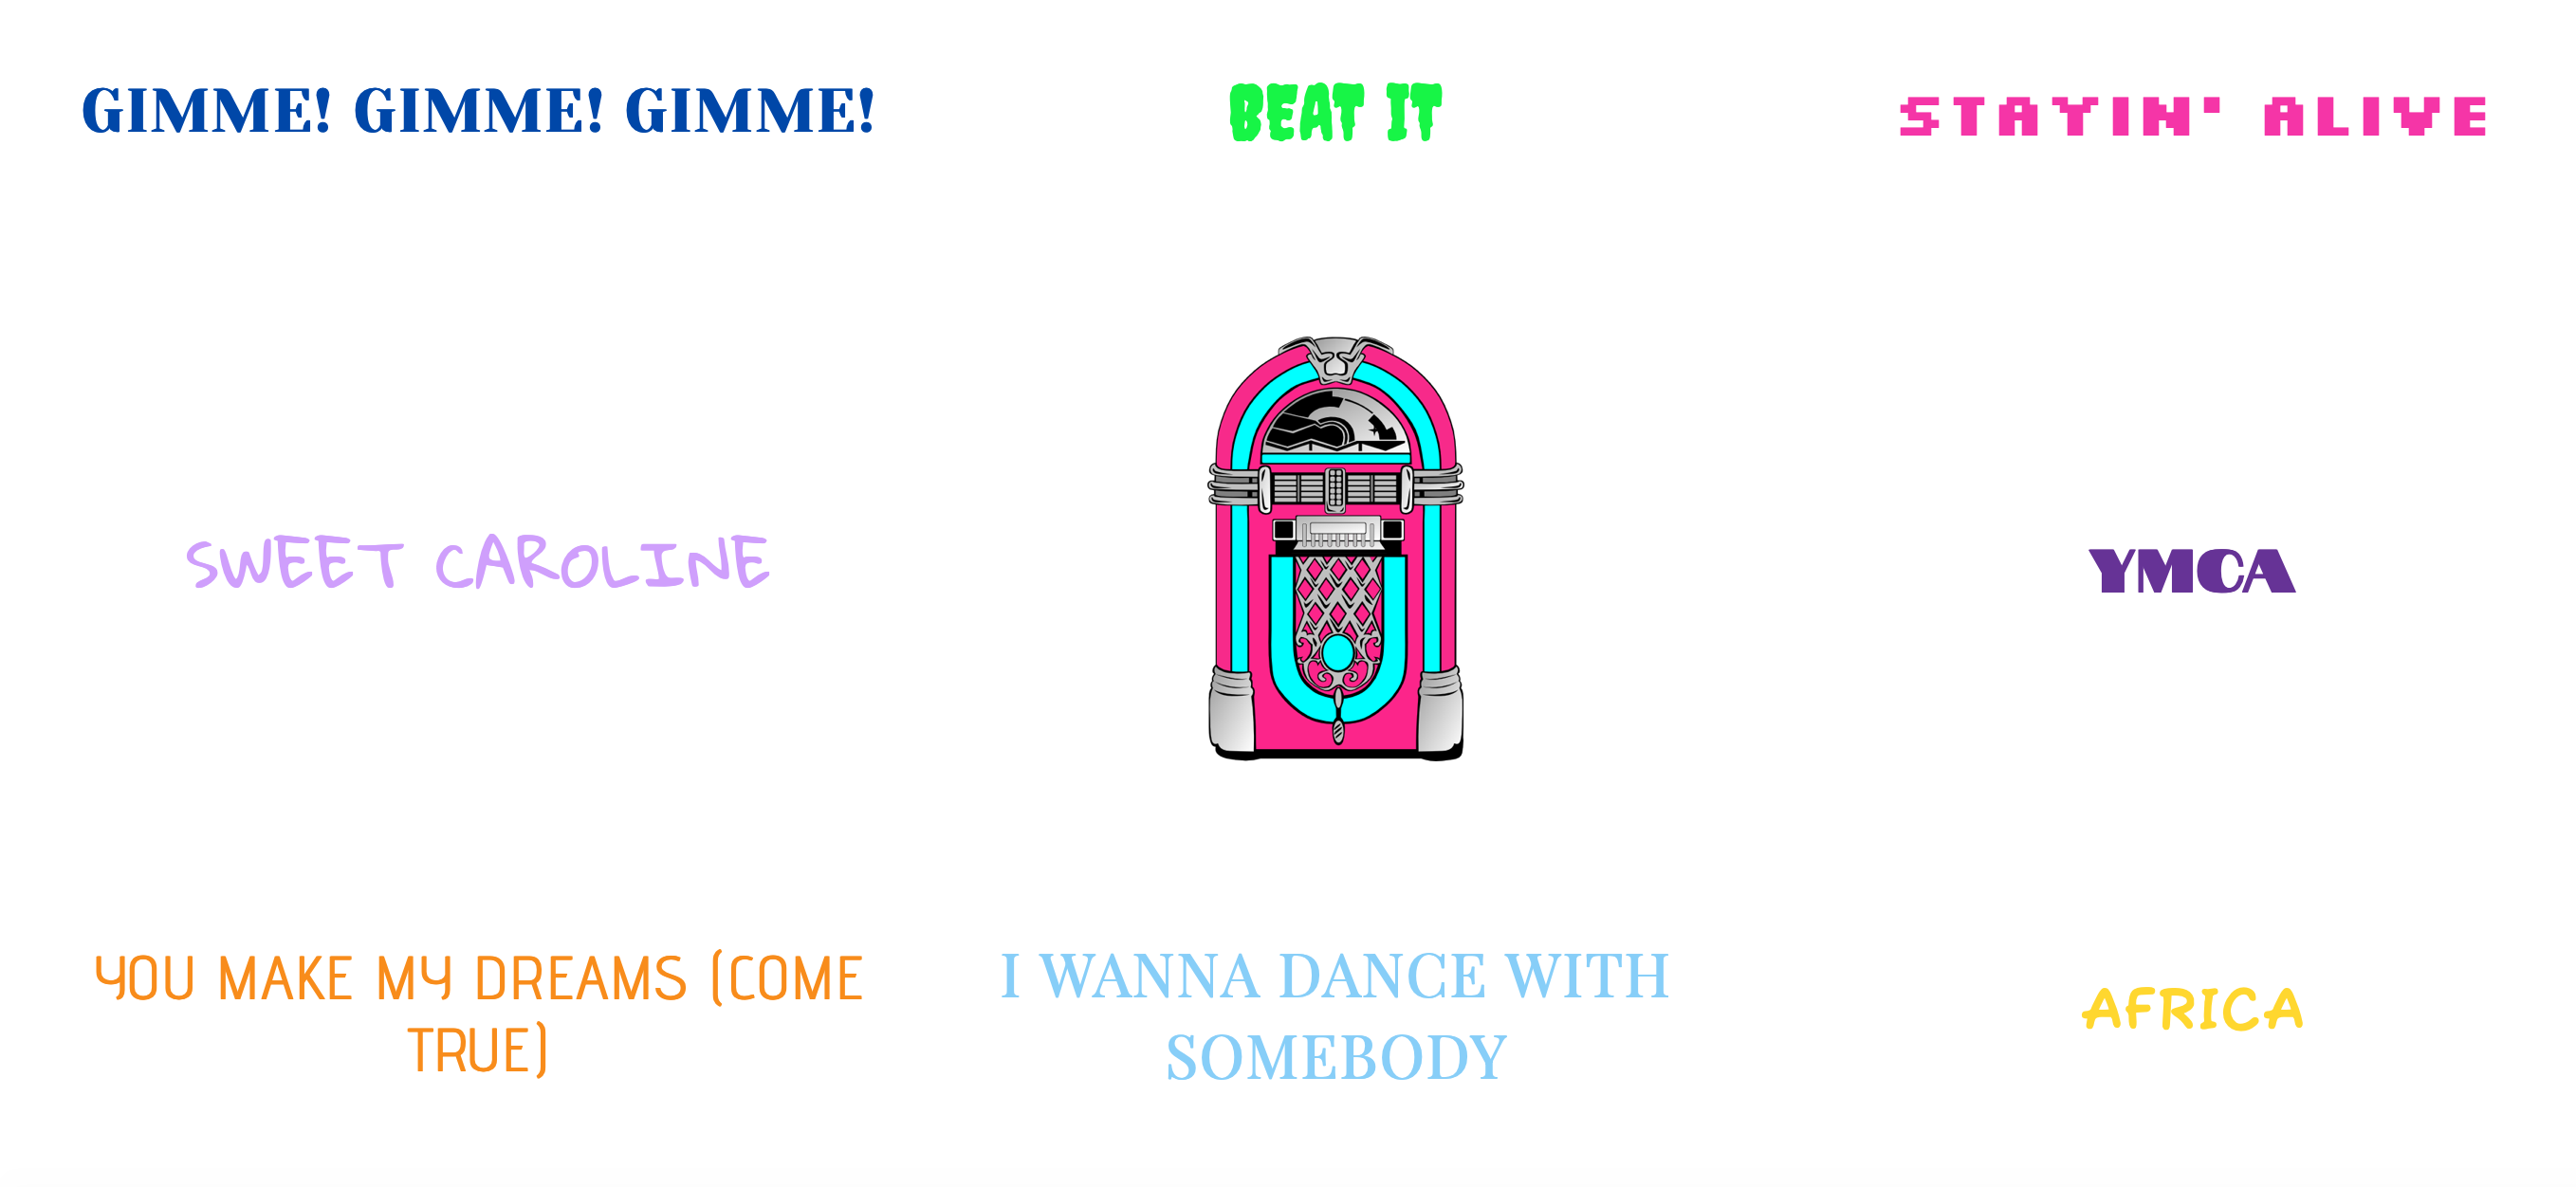 GIMME! GIMME! GIMME!
BEAT IT
STAYIN' ALIVE
SWEET CAROLINE
YMCA
YOU MAKE MY DREAMS (COME
TRUE)
I WANNA DANCE WITH
SOMEBODY
AFRICA